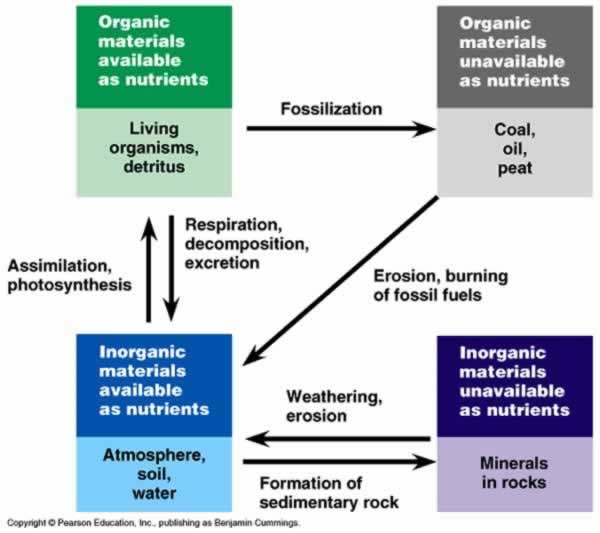 Organic
materials
available
as nutrients
Living
organisms,
detritus
Fossilization
Organic
materials
unavailable
as nutrients
Coal,
oil,
peat
Assimilation,
photosynthesis
Respiration,
decomposition,
excretion
Erosion, burning
of fossil fuels
Inorganic
materials
available
as nutrients
Atmosphere,
soil,
water
Weathering,
erosion
Formation of
sedimentary rock
Inorganic
materials
unavailable
as nutrients
Minerals
in rocks
Copyright © Pearson Education, Inc., publishing as Benjamin Cummings.